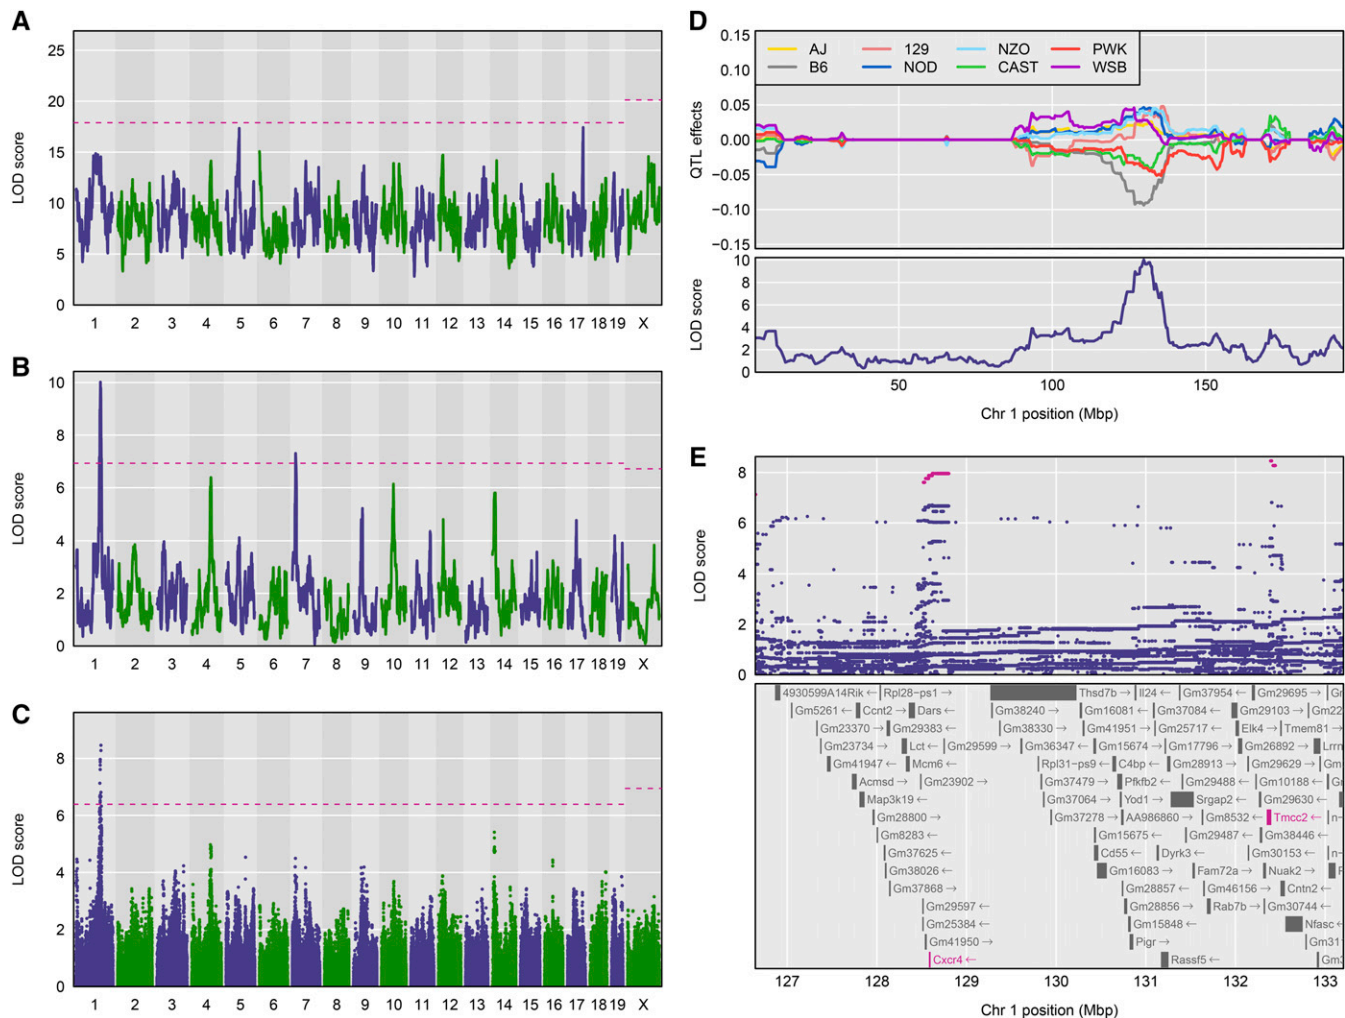 A
LOD score
25
20
15
10
5
0
1 2 3 4 5 6 7 8 9 10 11 12 13 14 15 16 17 18 19 X
B
LOD score
10
8
6
4
2
0
1 2 3 4 5 6 7 8 9 10 11 12 13 14 15 16 17 18 19 X
C
LOD score
8
6
4
2
0
1 2 3 4 5 6 7 8 9 10 11 12 13 14 15 16 17 18 19 X
D
AJ 129 NZO PWK
B6 NOD CAST WSB
QTL effects
0.15
0.10
0.05
0.00
−0.05
−0.10
−0.15
LOD score
10
8
6
4
2
0
50 100 150
Chr 1 position (Mbp)
E
LOD score
8
6
4
2
0
4930599A14Rik ← Rpl28-ps1 → Thsd7b → Il24 ← Gm37954 ← Gm29695 →
Gm5261 ← Ccnt2 → Dars ← Gm38240 ← Gm16081 ← Gm37084 ← Gm29103 →
Gm23370 ← Gm29383 ← Gm38330 ← Gm41951 → Gm25717 ← Elk4 → Tmem81 →
Gm23734 ← Lct ← Gm29599 → Gm36347 ← Gm15674 ← Gm17796 ← Gm26892 →
Gm41947 ← Mcm6 ← Rpl31-ps9 ← C4bp ← Gm28913 ← Gm29629 ←
Acmsd → Gm23902 → Gm37479 → Pfkfb2 ← Gm29488 ← Gm10188 ←
Map3k19 ← Gm37064 → Yod1 → Srgap2 ← Gm29630 ←
Gm28800 → Gm37278 → AA986860 → Gm8532 ← Tmcc2 ←
Gm8283 ← Gm15675 → Gm29487 ← Gm38446 ←
Gm37625 ← Cd55 ← Dyrk3 ← Gm30153 ←
Gm38026 ← Gm16083 → Fam72a ← Nuak2 ←
Gm37868 → Gm28857 ← Gm46156 → Cntn2 →
Gm29597 ← Gm28856 → Rab7b ← Gm30744 ←
Gm25384 ← Gm15848 ← Nfasc ←
Gm41950 → Pigr →
Cxcr4 ← Rassf5 ←
127 128 129 130 131 132 133
Chr 1 position (Mbp)